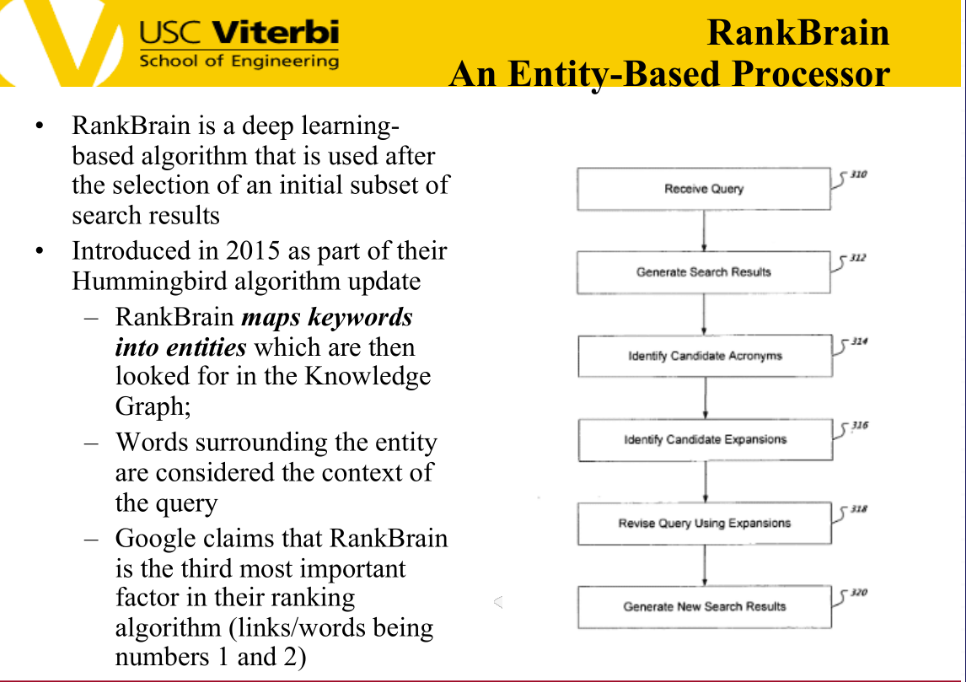 USC Viterbi
School of Engineering
RankBrain
An Entity-Based Processor
• RankBrain is a deep learning-
based algorithm that is used after
the selection of an initial subset of
search results
• Introduced in 2015 as part of their
Hummingbird algorithm update
– RankBrain maps keywords
into entities which are then
looked for in the Knowledge
Graph;
– Words surrounding the entity
are considered the context of
the query
– Google claims that RankBrain
is the third most important
factor in their ranking
algorithm (links/words being
numbers 1 and 2)
Receive Query
310
Generate Search Results
312
Identify Candidate Acronyms
314
Identify Candidate Expansions
316
Revise Query Using Expansions
318
Generate New Search Results
320